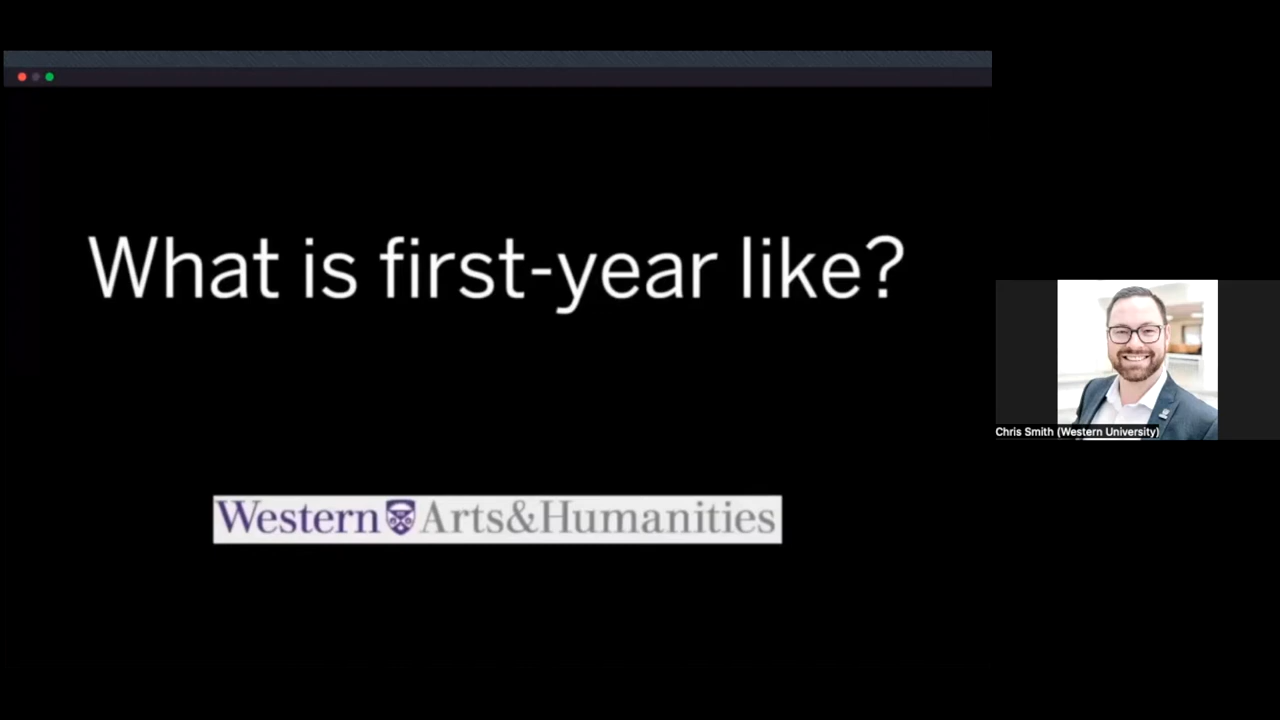 What is first-year like?
Western Arts&Humanities
Chris Smith (Western University)